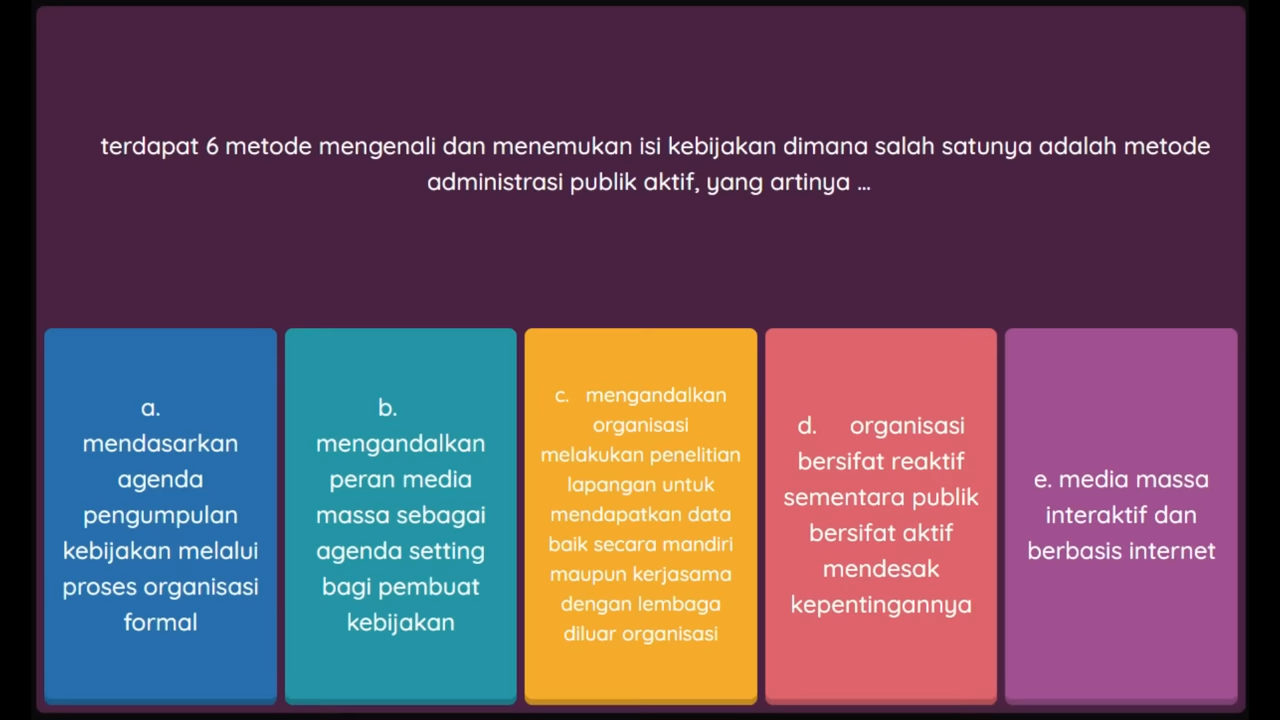 terdapat 6 metode mengenali dan menemukan isi kebijakan dimana salah satunya adalah metode
administrasi publik aktif, yang artinya ...
a.
mendasarkan
agenda
pengumpulan
kebijakan melalui
proses organisasi
formal
b.
mengandalkan
peran media
massa sebagai
agenda setting
bagi pembuat
kebijakan
c. mengandalkan
organisasi
melakukan penelitian
lapangan untuk
mendapatkan data
baik secara mandiri
maupun kerjasama
dengan lembaga
diluar organisasi
d. organisasi
bersifat reaktif
sementara publik
bersifat aktif
mendesak
kepentingannya
e. media massa
interaktif dan
berbasis internet